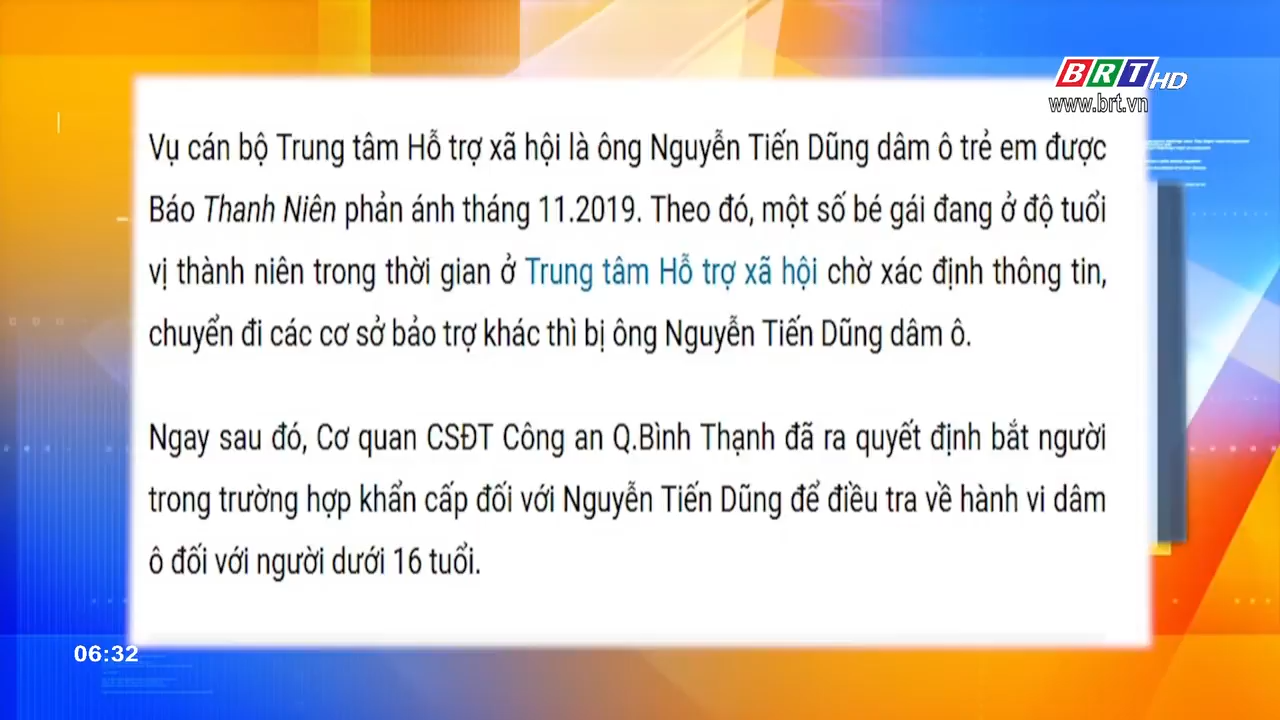 BRT HD
www.brt.vn
Vụ cán bộ Trung tâm Hỗ trợ xã hội là ông Nguyễn Tiến Dũng dâm ô trẻ em được
Báo Thanh Niên phản ánh tháng 11.2019. Theo đó, một số bé gái đang ở độ tuổi
vị thành niên trong thời gian ở Trung tâm Hỗ trợ xã hội chờ xác định thông tin,
chuyển đi các cơ sở bảo trợ khác thì bị ông Nguyễn Tiến Dũng dâm ô.
Ngay sau đó, Cơ quan CSĐT Công an Q.Bình Thạnh đã ra quyết định bắt người
trong trường hợp khẩn cấp đối với Nguyễn Tiến Dũng để điều tra về hành vi dâm
ô đối với người dưới 16 tuổi.
06:32